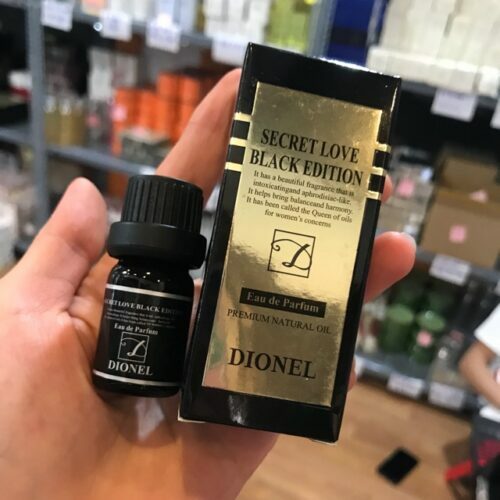 SECRET LOVE
BLACK EDITION
It has a beautiful fragrance that is
intoxicatingand aphrodisiac-like.
It helps bring balanceand harmony.
It has been called the Queen of oils
for women's concerns
D
Eau de Parfum
PREMIUM NATURAL OIL
DIONEL
SECRET LOVE BLACK EDITION
Eau de Parfum
D
DIONEL